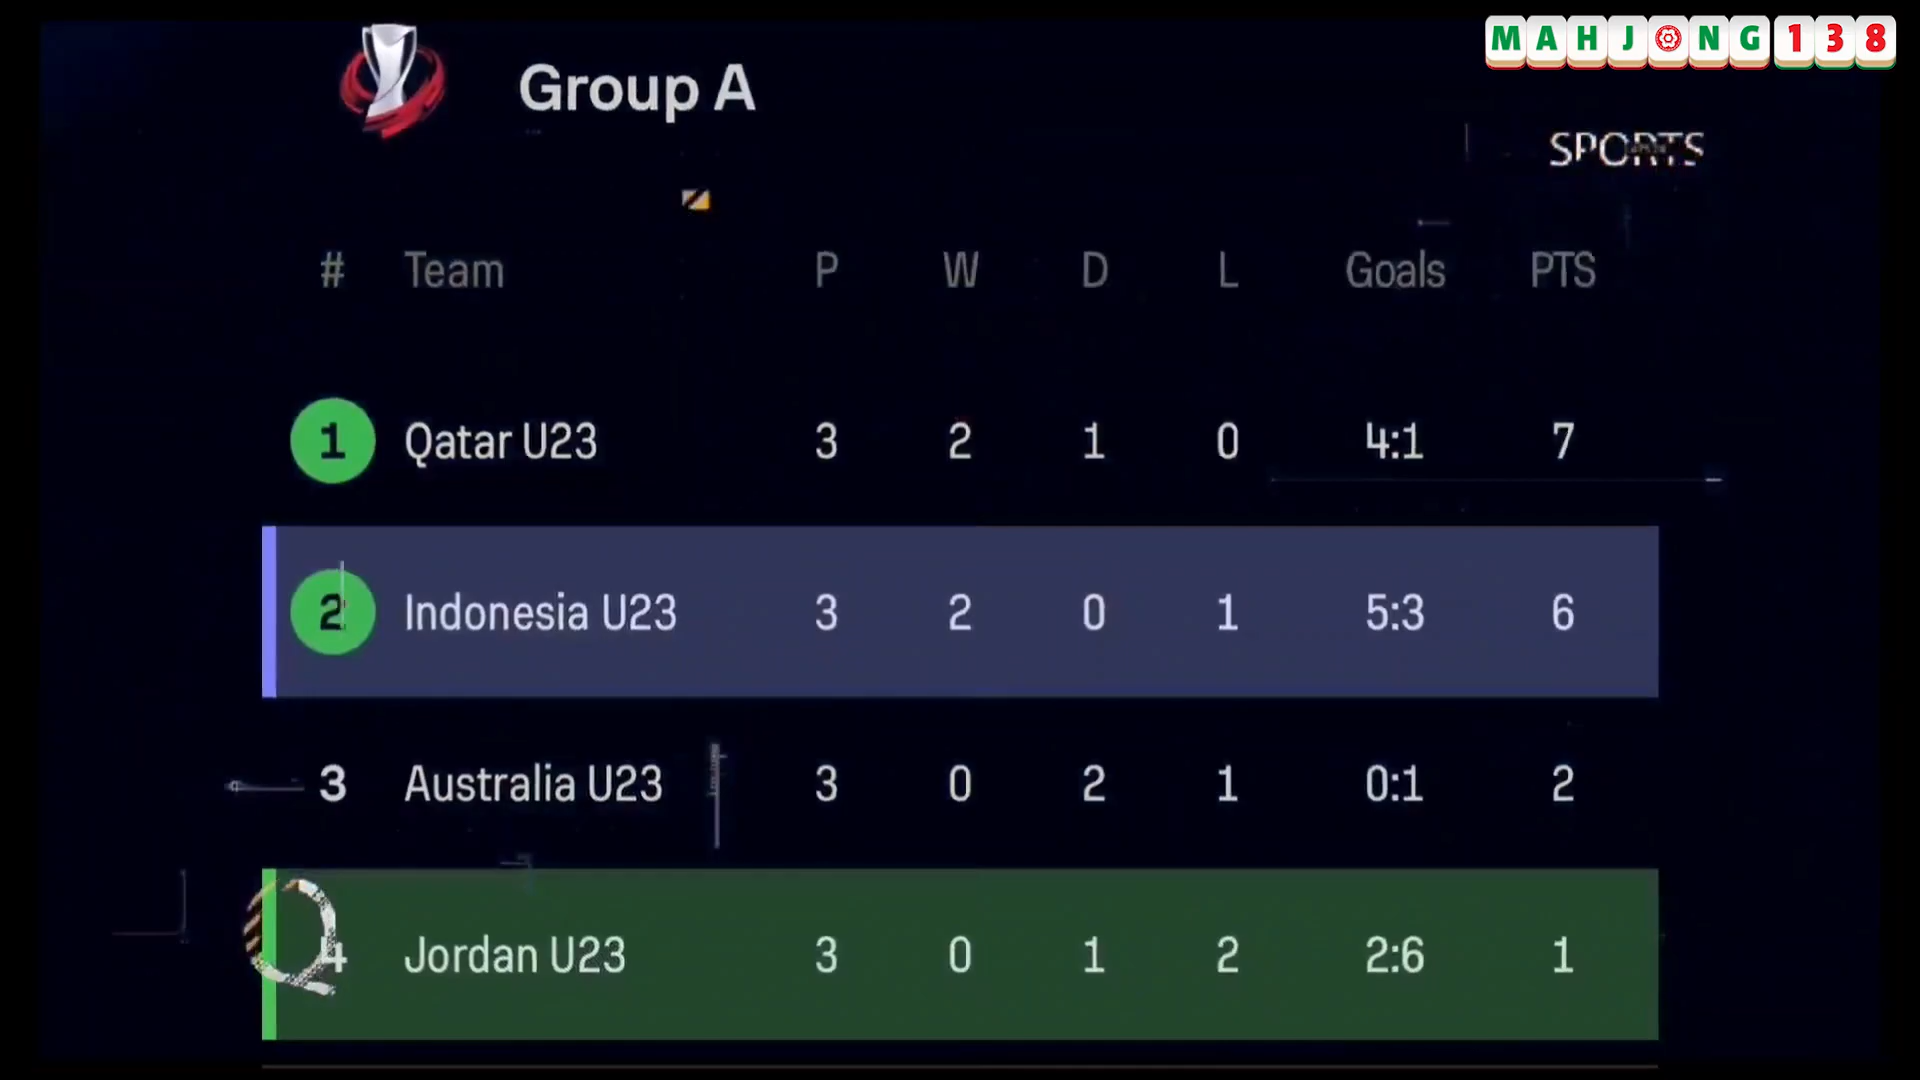 MAHJONG138
Group A
SPORTS
# Team P W D L Goals PTS
1 Qatar U23 3 2 1 0 4:1 7
2 Indonesia U23 3 2 0 1 5:3 6
3 Australia U23 3 0 2 1 0:1 2
4 Jordan U23 3 0 1 2 2:6 1